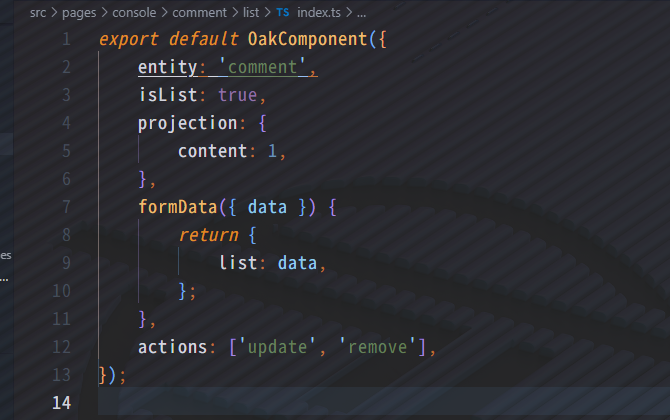 src > pages > console > comment > list > TS index.ts > ...
1 export default OakComponent({
2 entity: 'comment',
3 isList: true,
4 projection: {
5 content: 1,
6 },
7 formData({ data }) {
8 return {
9 list: data,
10 };
11 },
12 actions: ['update', 'remove'],
13 });
14
es
...